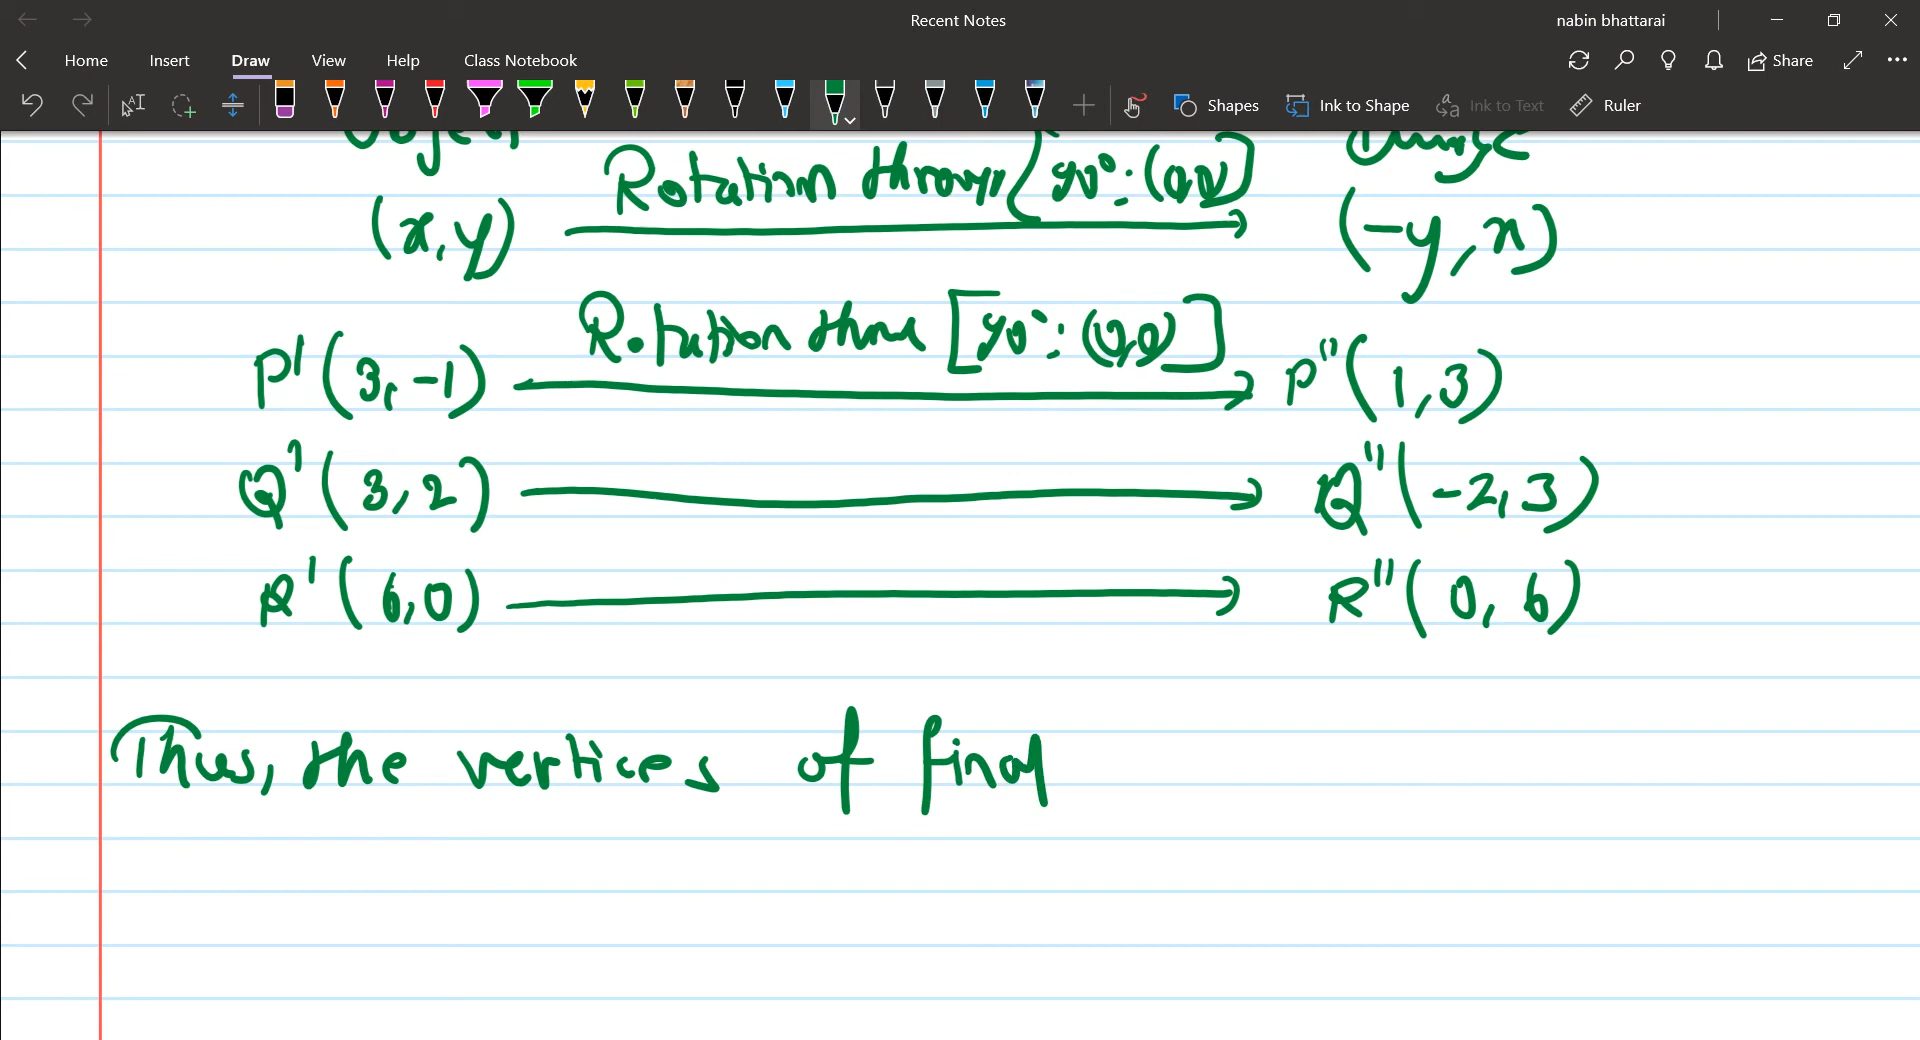 Recent Notes nabin bhattarai
Home Insert Draw View Help Class Notebook Share
Shapes Ink to Shape Ink to Text Ruler
Object Image
Rotation through [90°: (0,0)]
(x,y) (-y, x)
Rotation [90°: (0,0)]
P' (3, -1) P'' (1,3)
Q' (3, 2) Q'' (-2, 3)
R' (6,0) R'' (0, 6)
Thus, the vertices of final